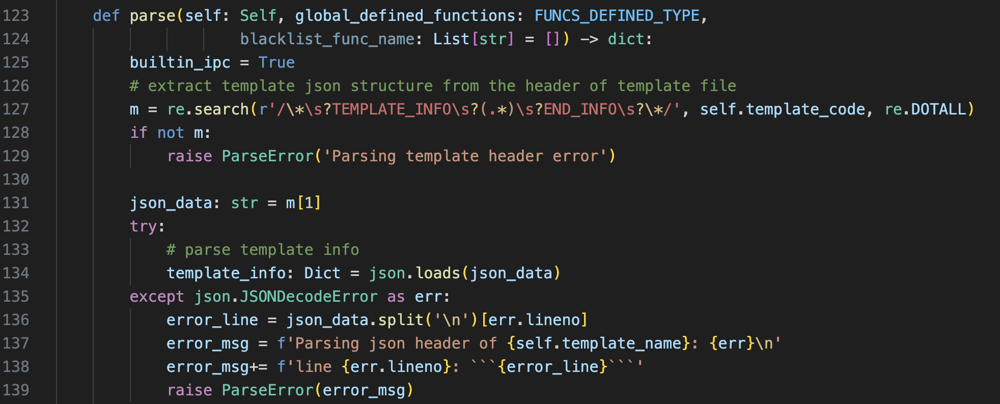 123 def parse(self: Self, global_defined_functions: FUNCS_DEFINED_TYPE,
124 blacklist_func_name: List[str] = []) -> dict:
125 builtin_ipc = True
126 # extract template json structure from the header of template file
127 m = re.search(r'/\*\s?TEMPLATE_INFO\s?(.*)\s?END_INFO\s?\*/', self.template_code, re.DOTALL)
128 if not m:
129 raise ParseError('Parsing template header error')
130
131 json_data: str = m[1]
132 try:
133 # parse template info
134 template_info: Dict = json.loads(json_data)
135 except json.JSONDecodeError as err:
136 error_line = json_data.split('\n')[err.lineno]
137 error_msg = f'Parsing json header of {self.template_name}: {err}\n'
138 error_msg+= f'line {err.lineno}: ```{error_line}```'
139 raise ParseError(error_msg)